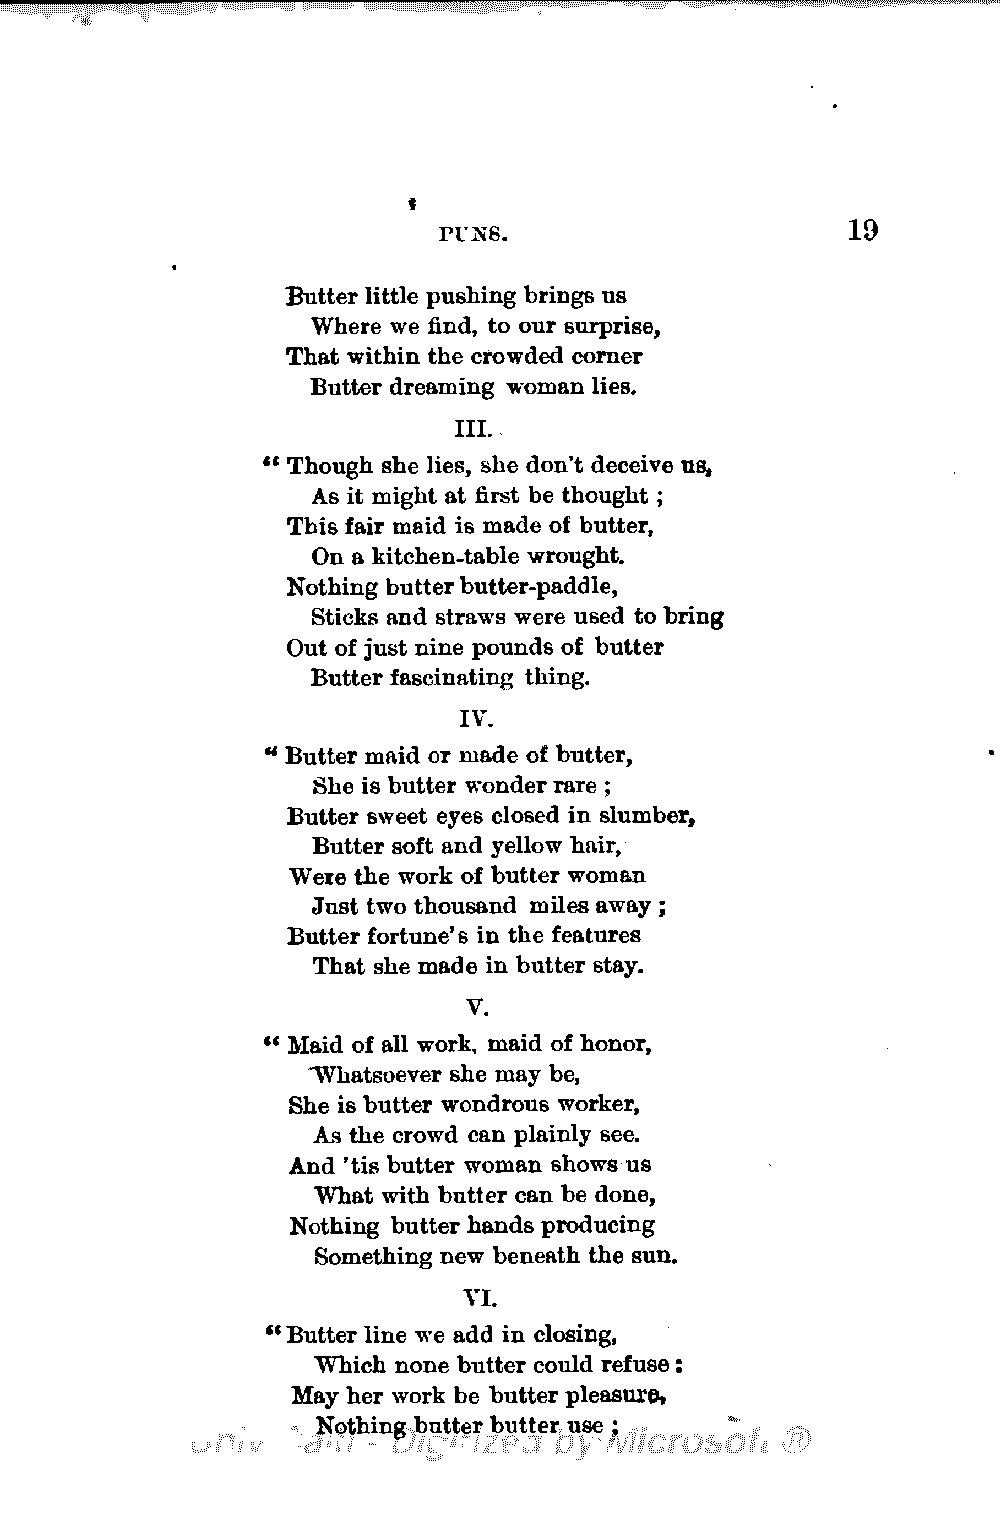 PUNS. 19
Butter little pushing brings us
Where we find, to our surprise,
That within the crowded corner
Butter dreaming woman lies.
III.
“ Though she lies, she don't deceive us,
As it might at first be thought ;
This fair maid is made of butter,
On a kitchen-table wrought.
Nothing butter butter-paddle,
Sticks and straws were used to bring
Out of just nine pounds of butter
Butter fascinating thing.
IV.
“ Butter maid or made of butter,
She is butter wonder rare ;
Butter sweet eyes closed in slumber,
Butter soft and yellow hair,
Were the work of butter woman
Just two thousand miles away ;
Butter fortune's in the features
That she made in butter stay.
V.
“ Maid of all work, maid of honor,
Whatsoever she may be,
She is butter wondrous worker,
As the crowd can plainly see.
And 'tis butter woman shows us
What with butter can be done,
Nothing butter hands producing
Something new beneath the sun.
VI.
“ Butter line we add in closing,
Which none butter could refuse :
May her work be butter pleasure,
Nothing butter butter use ;
Univ - Digitized by Microsoft ®